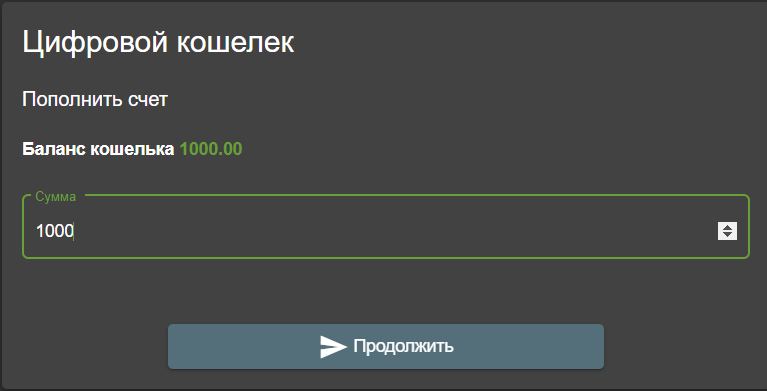 Цифровой кошелек
Пополнить счет
Баланс кошелька 1000.00
Сумма
1000
Продолжить